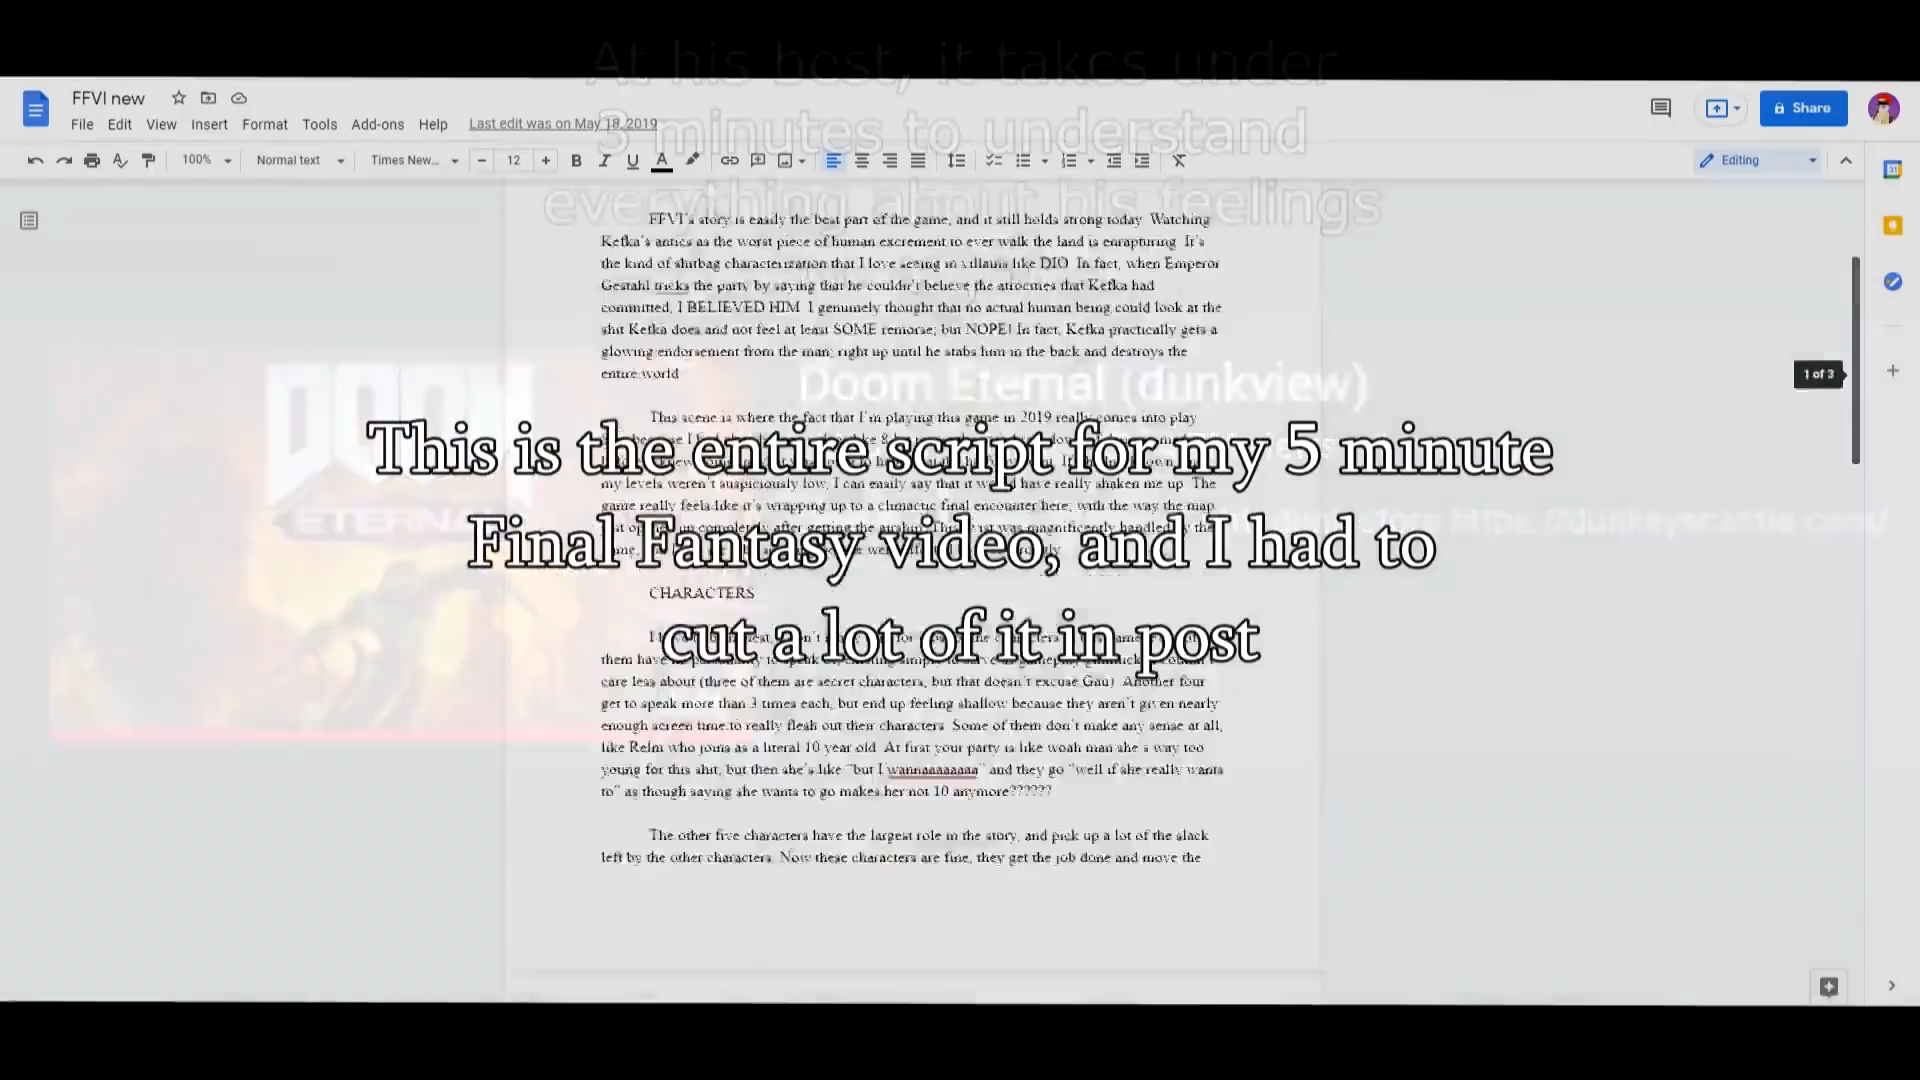 At his best, it takes under
FFVI new
File Edit View Insert Format Tools Add-ons Help Last edit was on May 18, 2019
Share
3 minutes to understand
100% Normal text Times New... 12 Editing
everything about his feelings
FFVI's story is easily the best part of the game, and it still holds strong today. Watching
Kefka's antics as the worst piece of human excrement to ever walk the land is enrapturing. It's
the kind of shitbag characterization that I love seeing in villains like DIO. In fact, when Emperor
Gestahl tricks the party by saying that he couldn't believe the atrocities that Kefka had
committed, I BELIEVED HIM. I genuinely thought that no actual human being could look at the
shit Kefka does and not feel at least SOME remorse; but NOPE! In fact, Kefka practically gets a
glowing endorsement from the man; right up until he stabs him in the back and destroys the
entire world
1 of 3
DOOM
ETERNAL
Doom Eternal (dunkview)
This scene is where the fact that I'm playing this game in 2019 really comes into play
This is the entire script for my 5 minute
my levels weren't suspiciously low, I can easily say that it would have really shaken me up. The
game really feels like it's wrapping up to a climactic final encounter here, with the way the map
Final Fantasy video, and I had to
CHARACTERS
cut a lot of it in post
them have
care less about (three of them are secret characters, but that doesn't excuse Gau). Another four
get to speak more than 3 times each, but end up feeling shallow because they aren't given nearly
enough screen time to really flesh out their characters. Some of them don't make any sense at all,
like Relm who joins as a literal 10 year old. At first your party is like woah man she's way too
young for this shit, but then she's like "but I wannaaaaaaaa" and they go "well if she really wants
to" as though saying she wants to go makes her not 10 anymore??????
The other five characters have the largest role in the story, and pick up a lot of the slack
left by the other characters. Now these characters are fine, they get the job done and move the